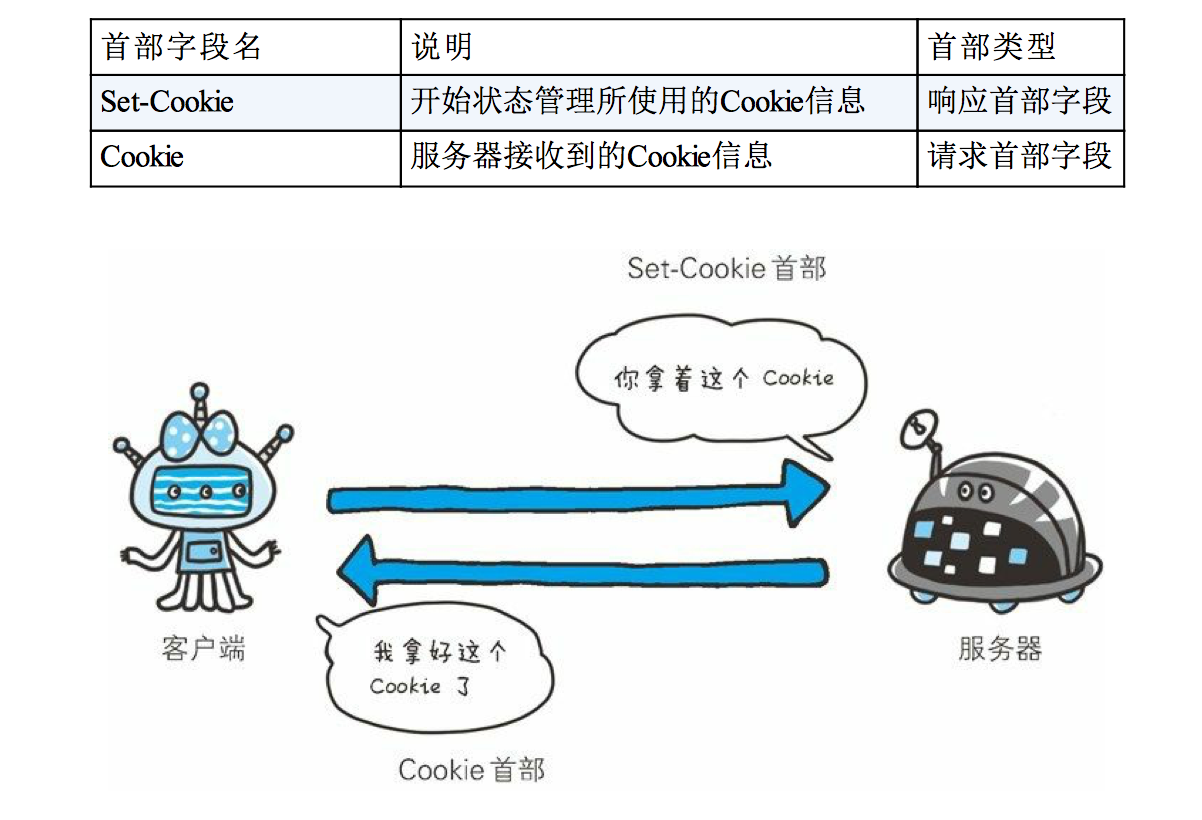 首部字段名 说明 首部类型
Set-Cookie 开始状态管理所使用的Cookie信息 响应首部字段
Cookie 服务器接收到的Cookie信息 请求首部字段
Set-Cookie 首部
你拿着这个 Cookie
客户端
服务器
我拿好这个
Cookie 了
Cookie 首部